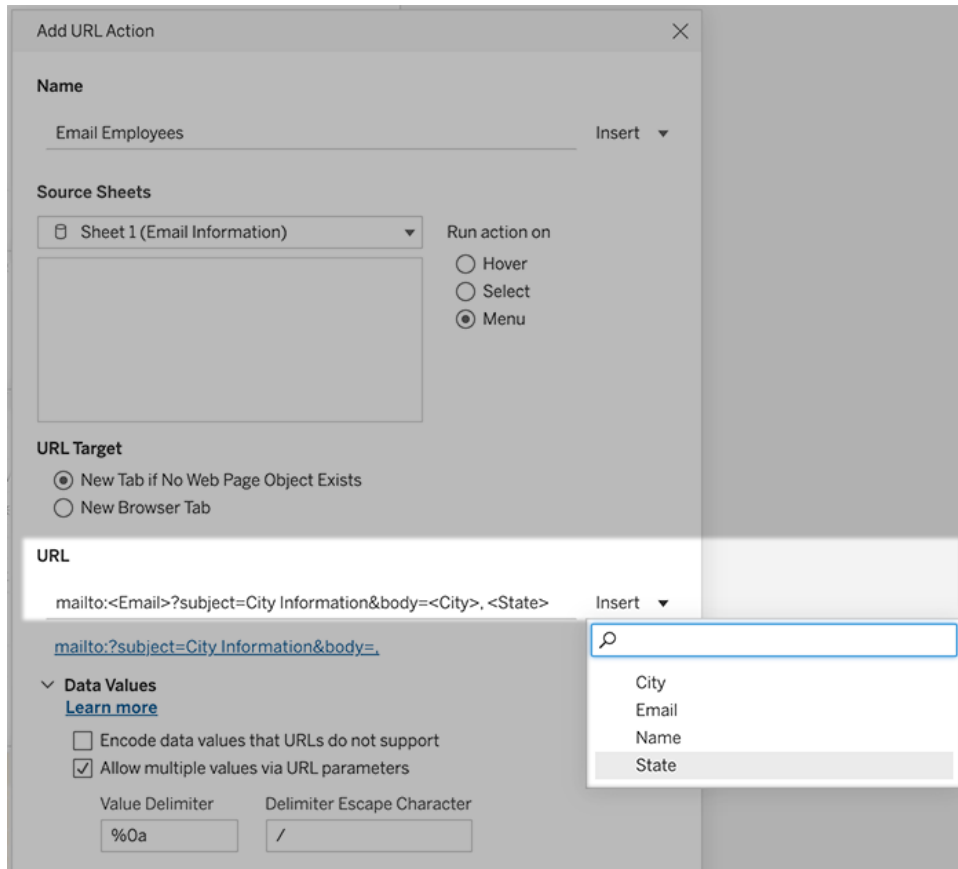 Add URL Action
Name
Email Employees Insert
Source Sheets
Sheet 1 (Email Information) Run action on
Hover
Select
Menu
URL Target
New Tab if No Web Page Object Exists
New Browser Tab
URL
mailto:<Email>?subject=City Information&body=<City>, <State> Insert
mailto:?subject=City Information&body=,
City
Data Values
Learn more
Email
Encode data values that URLs do not support
Name
Allow multiple values via URL parameters
State
Value Delimiter Delimiter Escape Character
%0a /